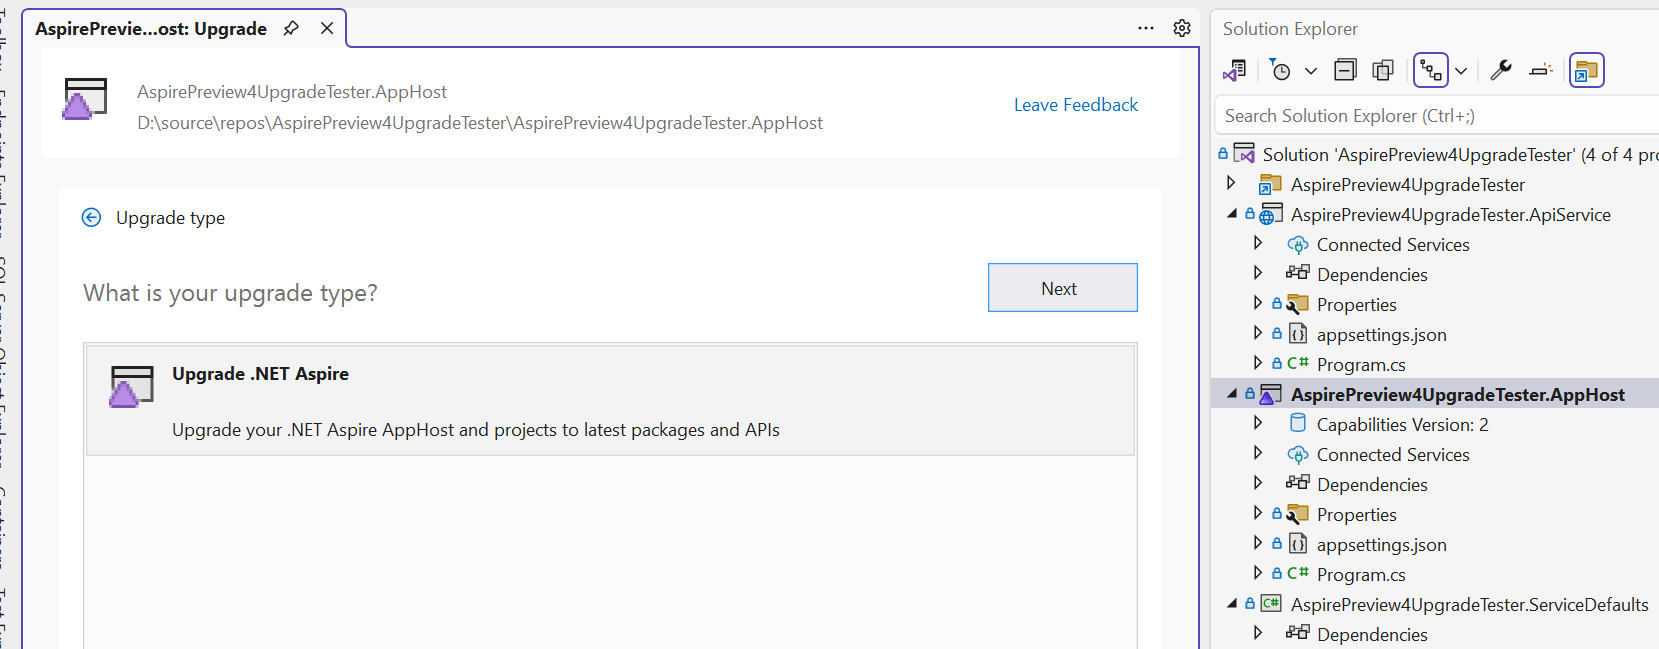 AspirePrevie...ost: Upgrade
AspirePreview4UpgradeTester.AppHost
D:\source\repos\AspirePreview4UpgradeTester\AspirePreview4UpgradeTester.AppHost
Leave Feedback
Upgrade type
What is your upgrade type?
Next
Upgrade .NET Aspire
Upgrade your .NET Aspire AppHost and projects to latest packages and APIs
Solution Explorer
Search Solution Explorer (Ctrl+;)
Solution 'AspirePreview4UpgradeTester' (4 of 4 pro
AspirePreview4UpgradeTester
AspirePreview4UpgradeTester.ApiService
Connected Services
Dependencies
Properties
appsettings.json
C# Program.cs
AspirePreview4UpgradeTester.AppHost
Capabilities Version: 2
Connected Services
Dependencies
Properties
appsettings.json
C# Program.cs
C# AspirePreview4UpgradeTester.ServiceDefaults
Dependencies